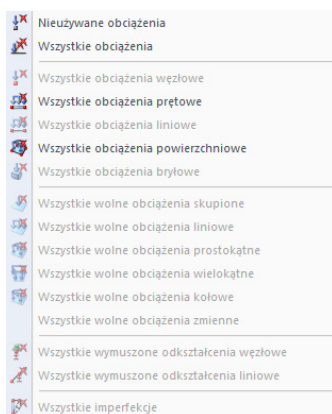 Nieużywane obciążenia
Wszystkie obciążenia
Wszystkie obciążenia węzłowe
Wszystkie obciążenia prętowe
Wszystkie obciążenia liniowe
Wszystkie obciążenia powierzchniowe
Wszystkie obciążenia bryłowe
Wszystkie wolne obciążenia skupione
Wszystkie wolne obciążenia liniowe
Wszystkie wolne obciążenia prostokątne
Wszystkie wolne obciążenia wielokątne
Wszystkie wolne obciążenia kołowe
Wszystkie wolne obciążenia zmienne
Wszystkie wymuszone odkształcenia węzłowe
Wszystkie wymuszone odkształcenia liniowe
Wszystkie imperfekcje